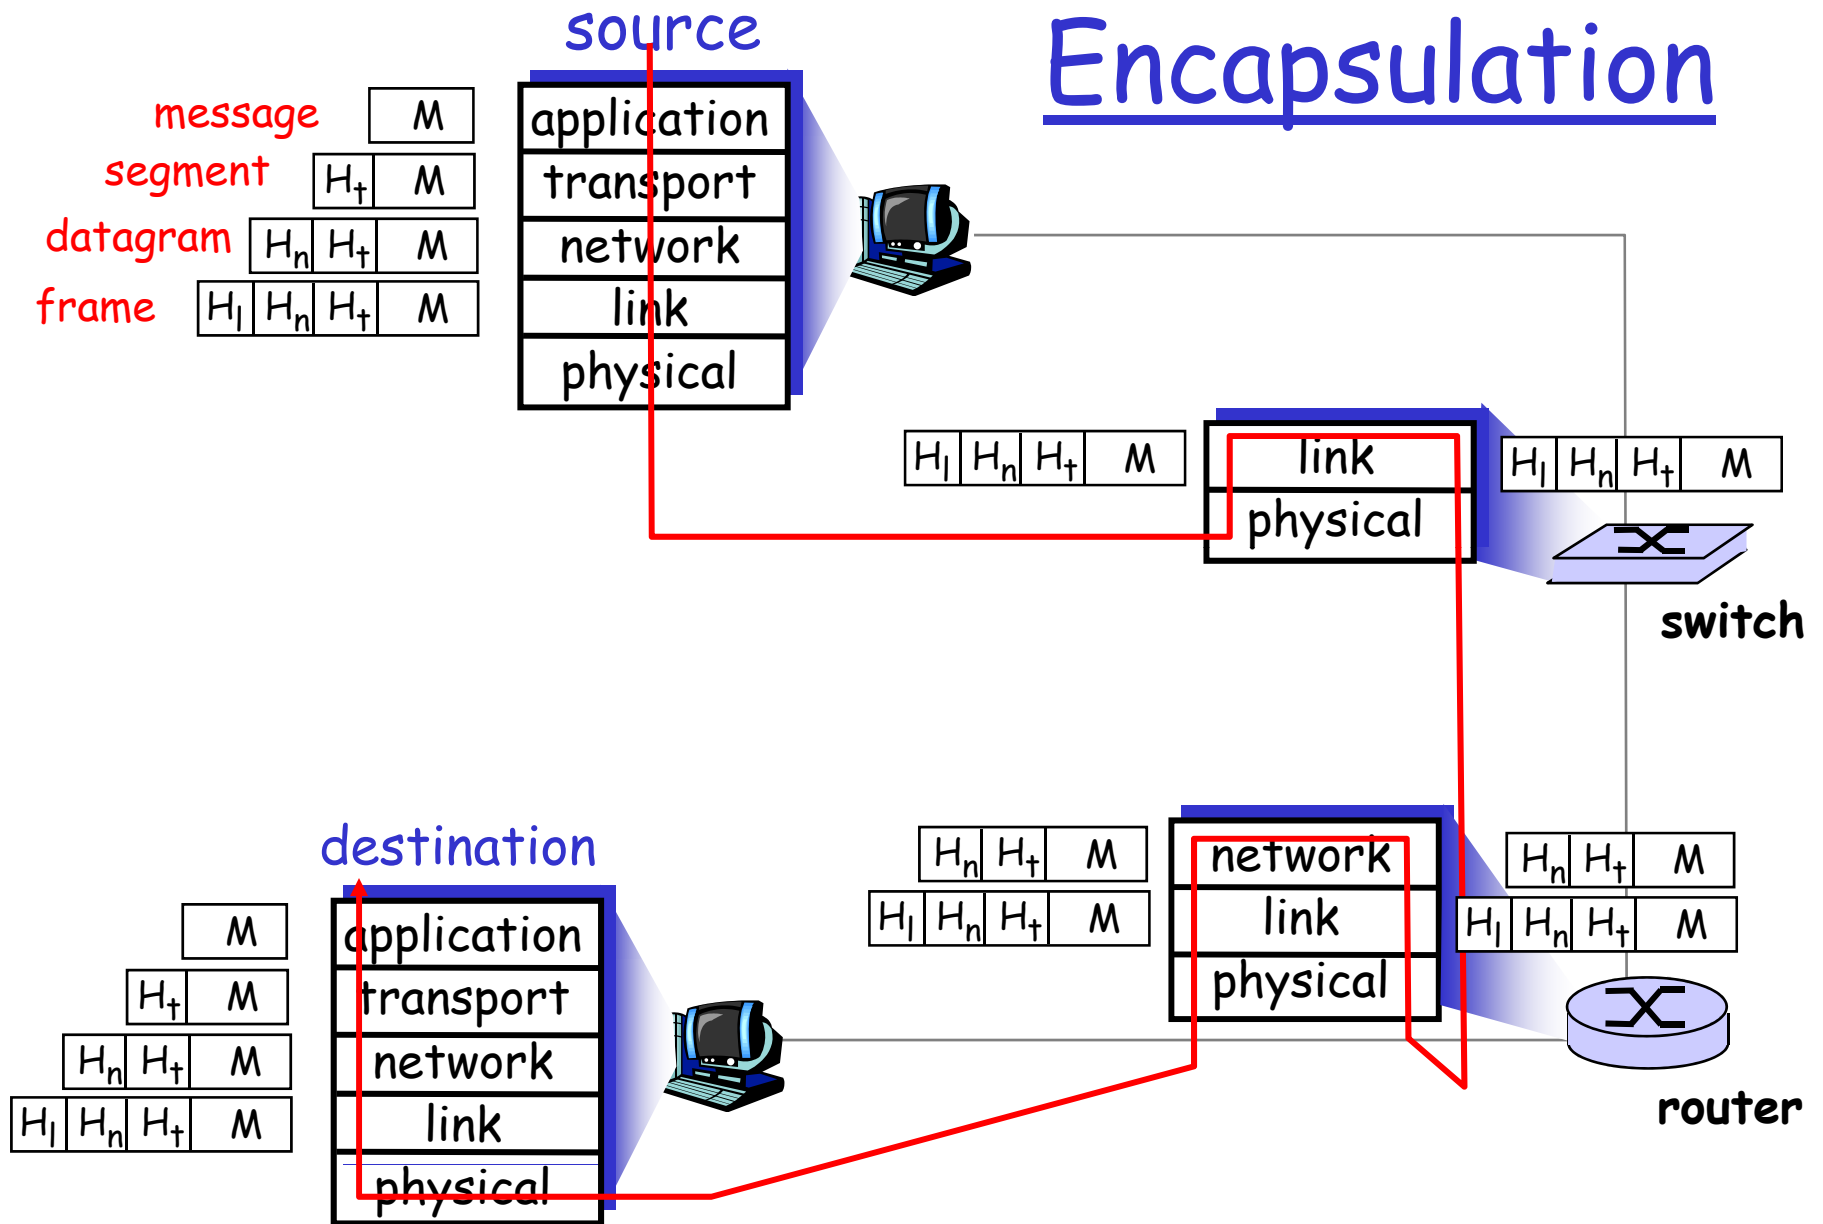 source
Encapsulation
message M
segment Ht M
datagram Hn Ht M
frame Hl Hn Ht M
application
transport
network
link
physical
Hl Hn Ht M
link
physical
Hl Hn Ht M
switch
destination
M
Ht M
Hn Ht M
Hl Hn Ht M
application
transport
network
link
physical
Hn Ht M
Hl Hn Ht M
network
link
physical
Hn Ht M
Hl Hn Ht M
router